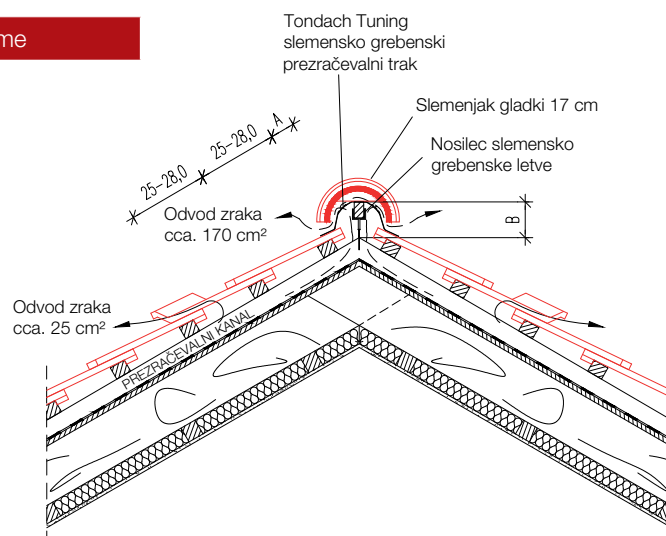 me
Tondach Tuning
slemensko grebenski
prezračevalni trak
Slemenjak gladki 17 cm
Nosilec slemensko
grebenske letve
25-28,0
25-28,0
A
B
Odvod zraka
cca. 170 cm²
Odvod zraka
cca. 25 cm²
PREZRAČEVALNI KANAL